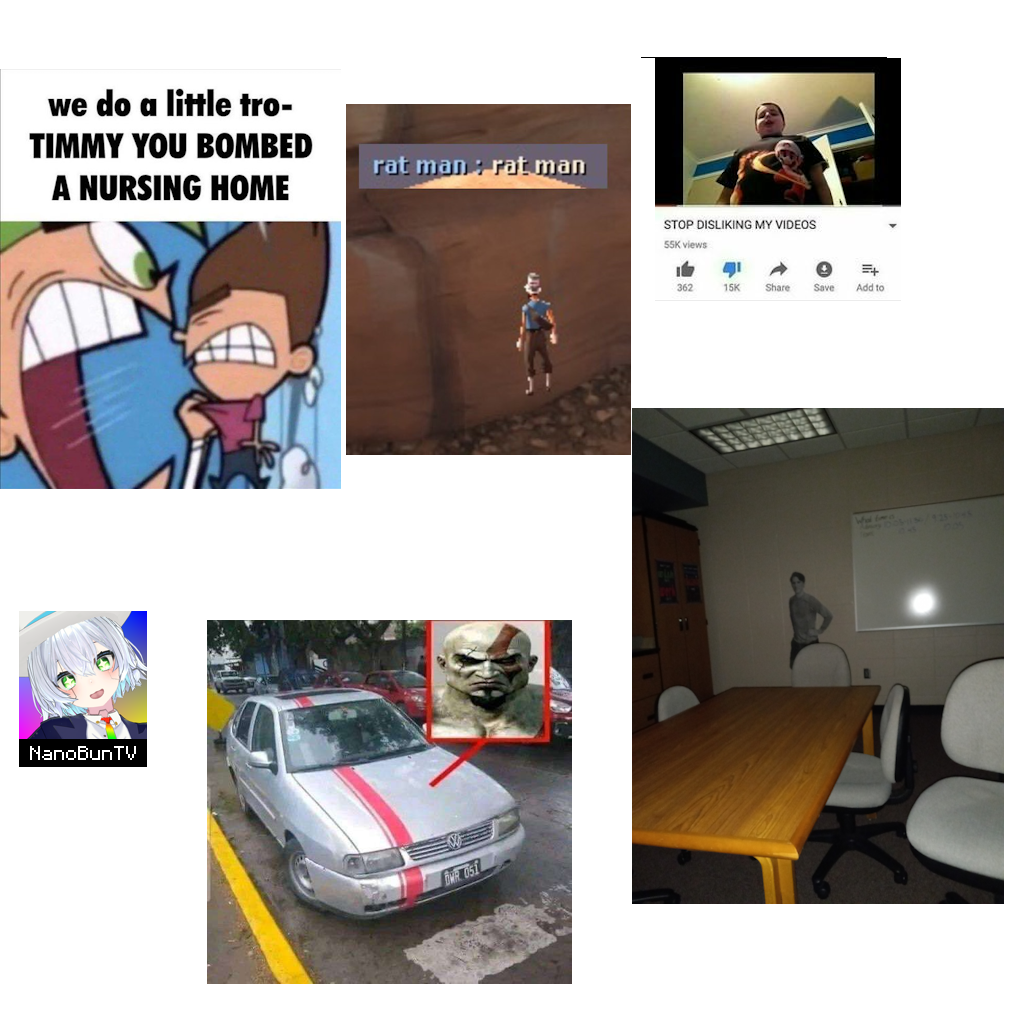 we do a little tro-
TIMMY YOU BOMBED
A NURSING HOME
rat man : rat man
STOP DISLIKING MY VIDEOS
55K views
362
15K
Share
Save
Add to
NanoBunTV
DWR 051